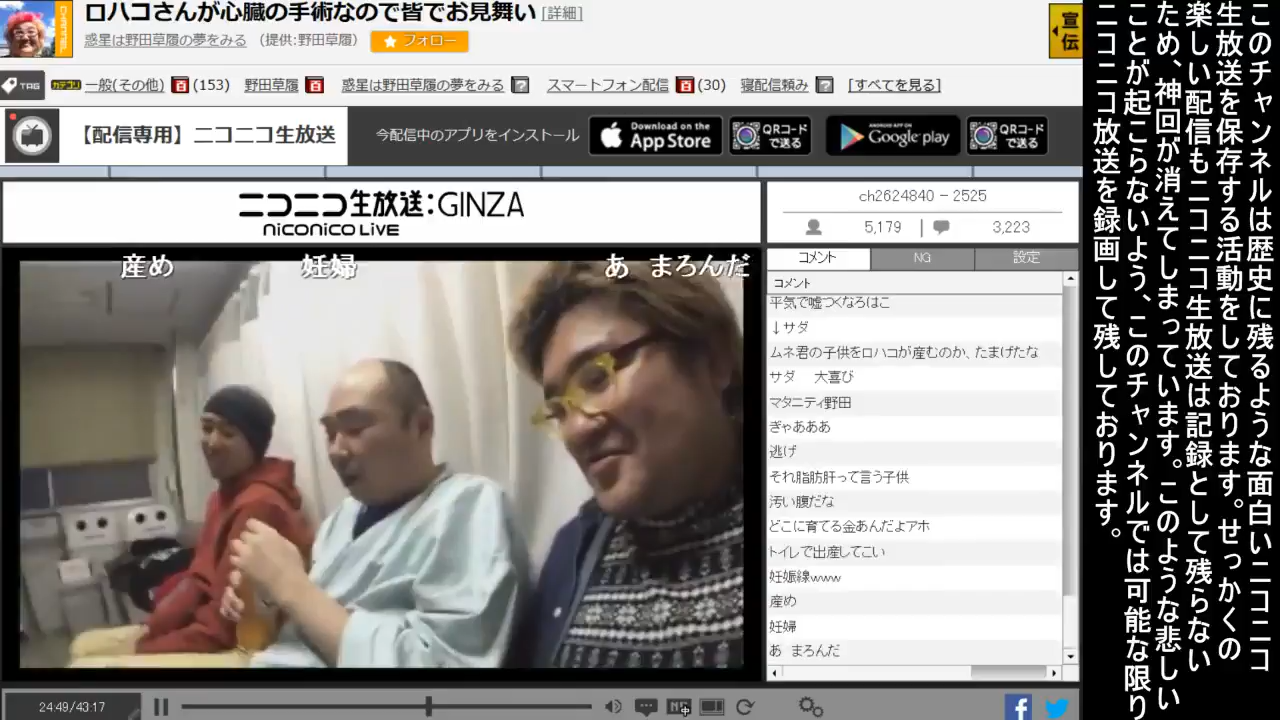 ロハコさんが心臓の手術なので皆でお見舞い [詳細]
CHANNEL
惑星は野田草履の夢をみる （提供:野田草履） ★ フォロー
宣伝
TAG カテゴリ 一般(その他) 百 (153) 野田草履 百 惑星は野田草履の夢をみる ? スマートフォン配信 百 (30) 寝配信頼み ? [すべてを見る]
【配信専用】ニコニコ生放送
今配信中のアプリをインストール
Download on the App Store
QRコードで送る
ANDROID APP ON Google play
QRコードで送る
ニコニコ生放送:GINZA
niconico Live
ch2624840 - 2525
5,179 | 3,223
コメント NG 設定
コメント
平気で嘘つくなろはこ
↓サダ
ムネ君の子供をロハコが産むのか、たまげたな
サダ 大喜び
マタニティ野田
ぎゃあああ
逃げ
それ脂肪肝って言う子供
汚い腹だな
どこに育てる金あんだよアホ
トイレで出産してこい
妊娠線www
産め
妊婦
あ まろんだ
産め 妊婦 あ まろんだ
24:49/43:17
このチャンネルは歴史に残るような面白いニコニコ
生放送を保存する活動をしております。せっかくの
楽しい配信もニコニコ生放送は記録として残らない
ため、神回が消えてしまっています。このような悲しい
ことが起こらないよう、このチャンネルでは可能な限り
ニコニコ生放送を録画して残しております。